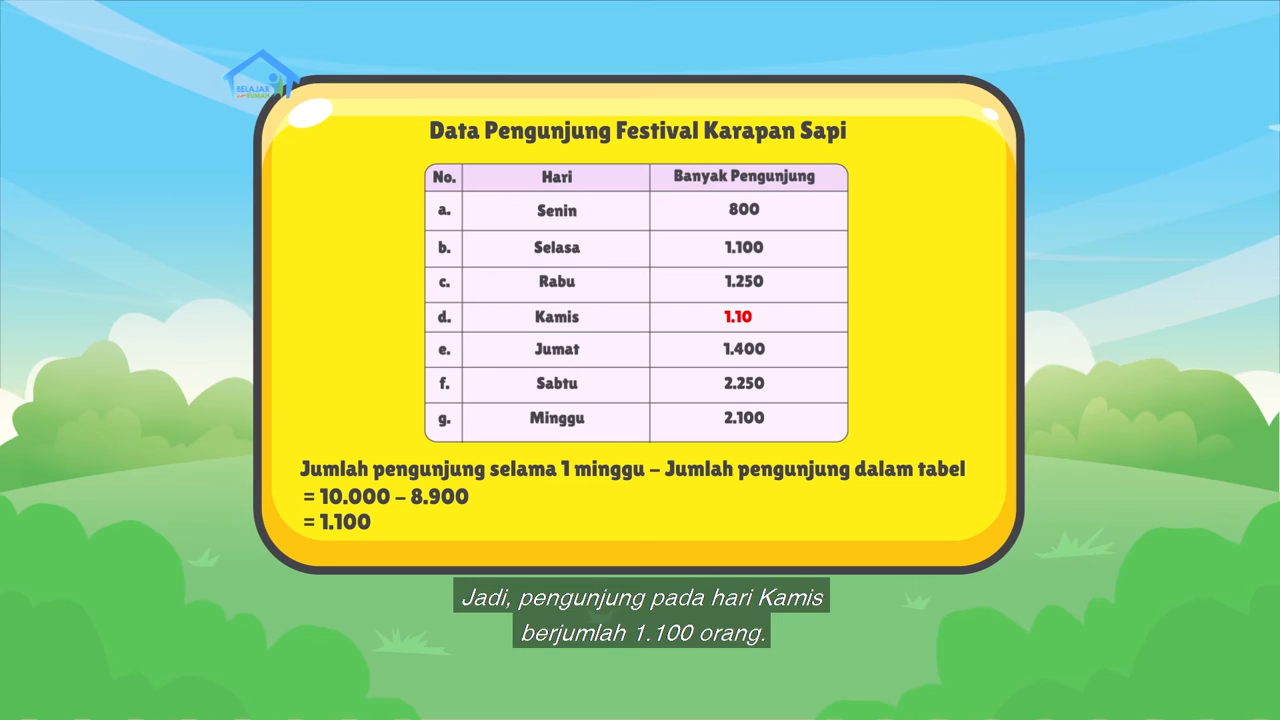 BELAJAR
RUMAH
Data Pengunjung Festival Karapan Sapi
No. Hari Banyak Pengunjung
a. Senin 800
b. Selasa 1.100
c. Rabu 1.250
d. Kamis 1.10
e. Jumat 1.400
f. Sabtu 2.250
g. Minggu 2.100
Jumlah pengunjung selama 1 minggu – Jumlah pengunjung dalam tabel
= 10.000 – 8.900
= 1.100
Jadi, pengunjung pada hari Kamis
berjumlah 1.100 orang.